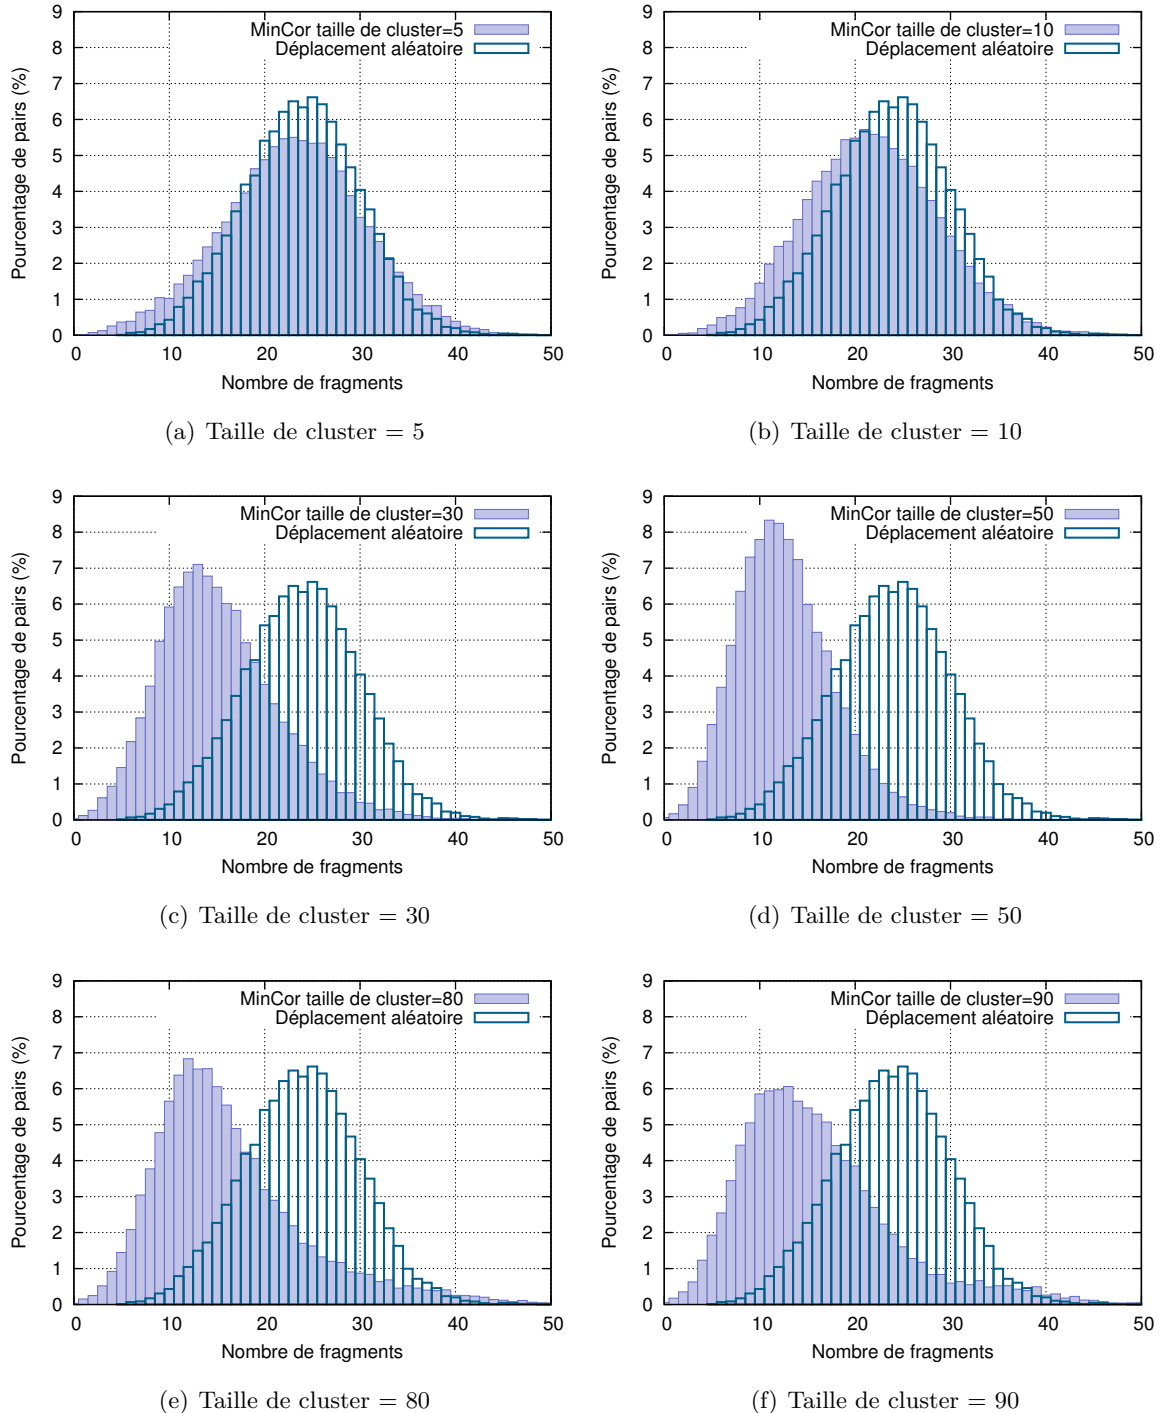 9
8
7
6
5
4
3
2
1
0
Pourcentage de pairs (%)
MinCor taille de cluster=5
Déplacement aléatoire
0 10 20 30 40 50
Nombre de fragments
(a) Taille de cluster = 5
9
8
7
6
5
4
3
2
1
0
Pourcentage de pairs (%)
MinCor taille de cluster=10
Déplacement aléatoire
0 10 20 30 40 50
Nombre de fragments
(b) Taille de cluster = 10
9
8
7
6
5
4
3
2
1
0
Pourcentage de pairs (%)
MinCor taille de cluster=30
Déplacement aléatoire
0 10 20 30 40 50
Nombre de fragments
(c) Taille de cluster = 30
9
8
7
6
5
4
3
2
1
0
Pourcentage de pairs (%)
MinCor taille de cluster=50
Déplacement aléatoire
0 10 20 30 40 50
Nombre de fragments
(d) Taille de cluster = 50
9
8
7
6
5
4
3
2
1
0
Pourcentage de pairs (%)
MinCor taille de cluster=80
Déplacement aléatoire
0 10 20 30 40 50
Nombre de fragments
(e) Taille de cluster = 80
9
8
7
6
5
4
3
2
1
0
Pourcentage de pairs (%)
MinCor taille de cluster=90
Déplacement aléatoire
0 10 20 30 40 50
Nombre de fragments
(f) Taille de cluster = 90